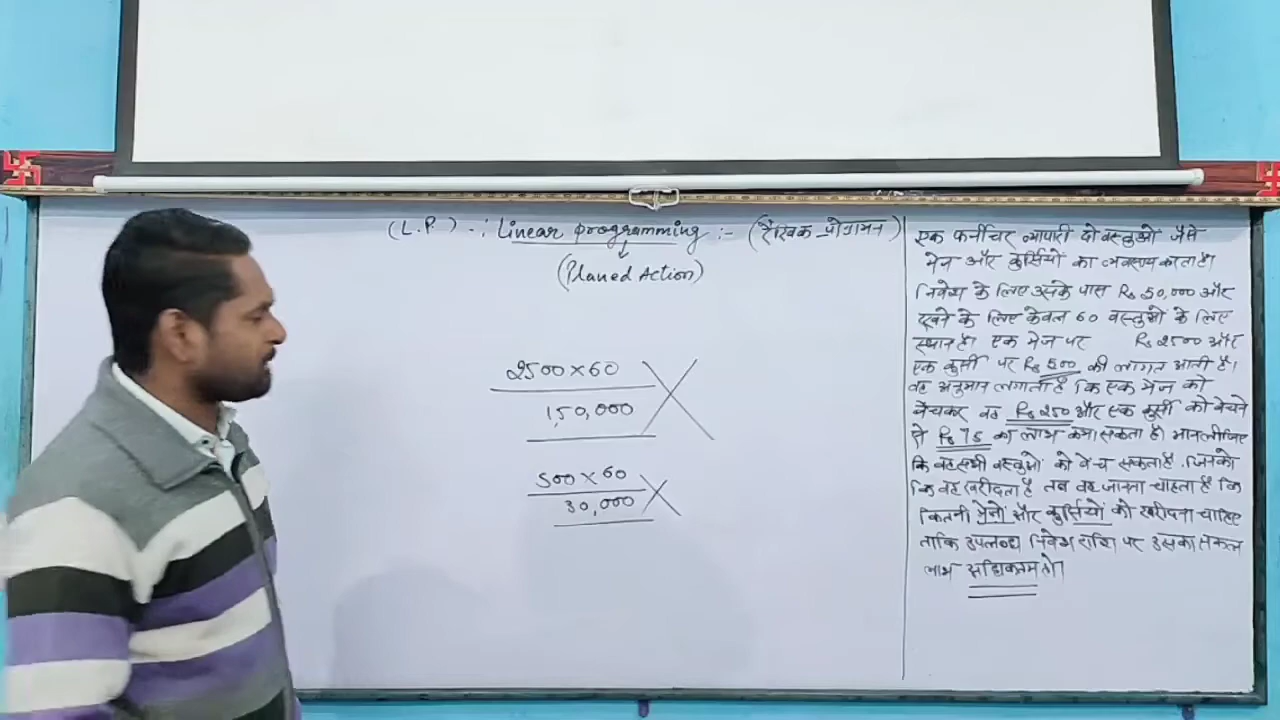 (L.P.) -: Linear programming :- (रैखिक प्रोग्रामन)
(Planed Action)
2500×60
150,000
500×60
30,000
एक फर्नीचर व्यापारी दो वस्तुओं जैसे
मेज और कुर्सियों का व्यवसाय करता है।
निवेश के लिए उसके पास Rs 50,000 और
रखने के लिए केवल 60 वस्तुओं के लिए
स्थान है। एक मेज पर Rs 2500 और
एक कुर्सी पर Rs 500 की लागत आती है।
वह अनुमान लगाता है कि एक मेज को
बेचकर वह Rs 250 और एक कुर्सी को बेचने
से Rs 75 का लाभ कमा सकता है। मान लीजिए
कि वह सभी वस्तुओं को बेच सकता है जिनको
कि वह खरीदता है तब वह जानना चाहता है कि
कितनी मेजों और कुर्सियों को खरीदना चाहिए
ताकि उपलब्ध निवेश राशि पर उसका सकल
लाभ अधिकतम हो।